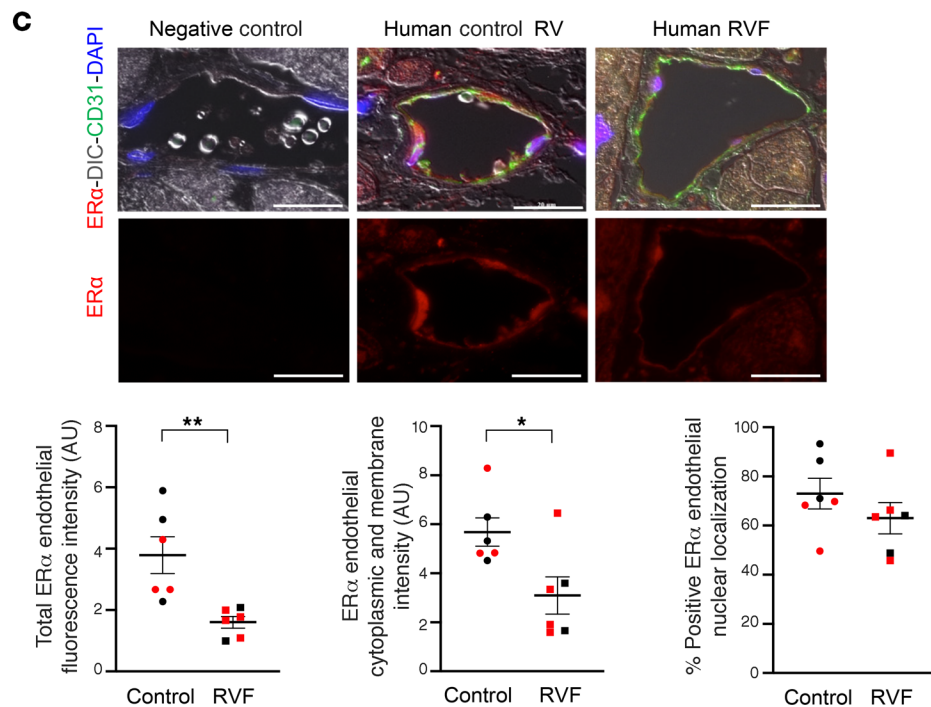 c
Negative control
Human control RV
Human RVF
ERα-DIC-CD31-DAPI
ERα
Total ERα endothelial
fluorescence intensity (AU)
8
6
4
2
0
**
Control
RVF
ERα endothelial
cytoplasmic and membrane
intensity (AU)
10
8
6
4
2
0
*
Control
RVF
% Positive ERα endothelial
nuclear localization
100
80
60
40
20
0
Control
RVF